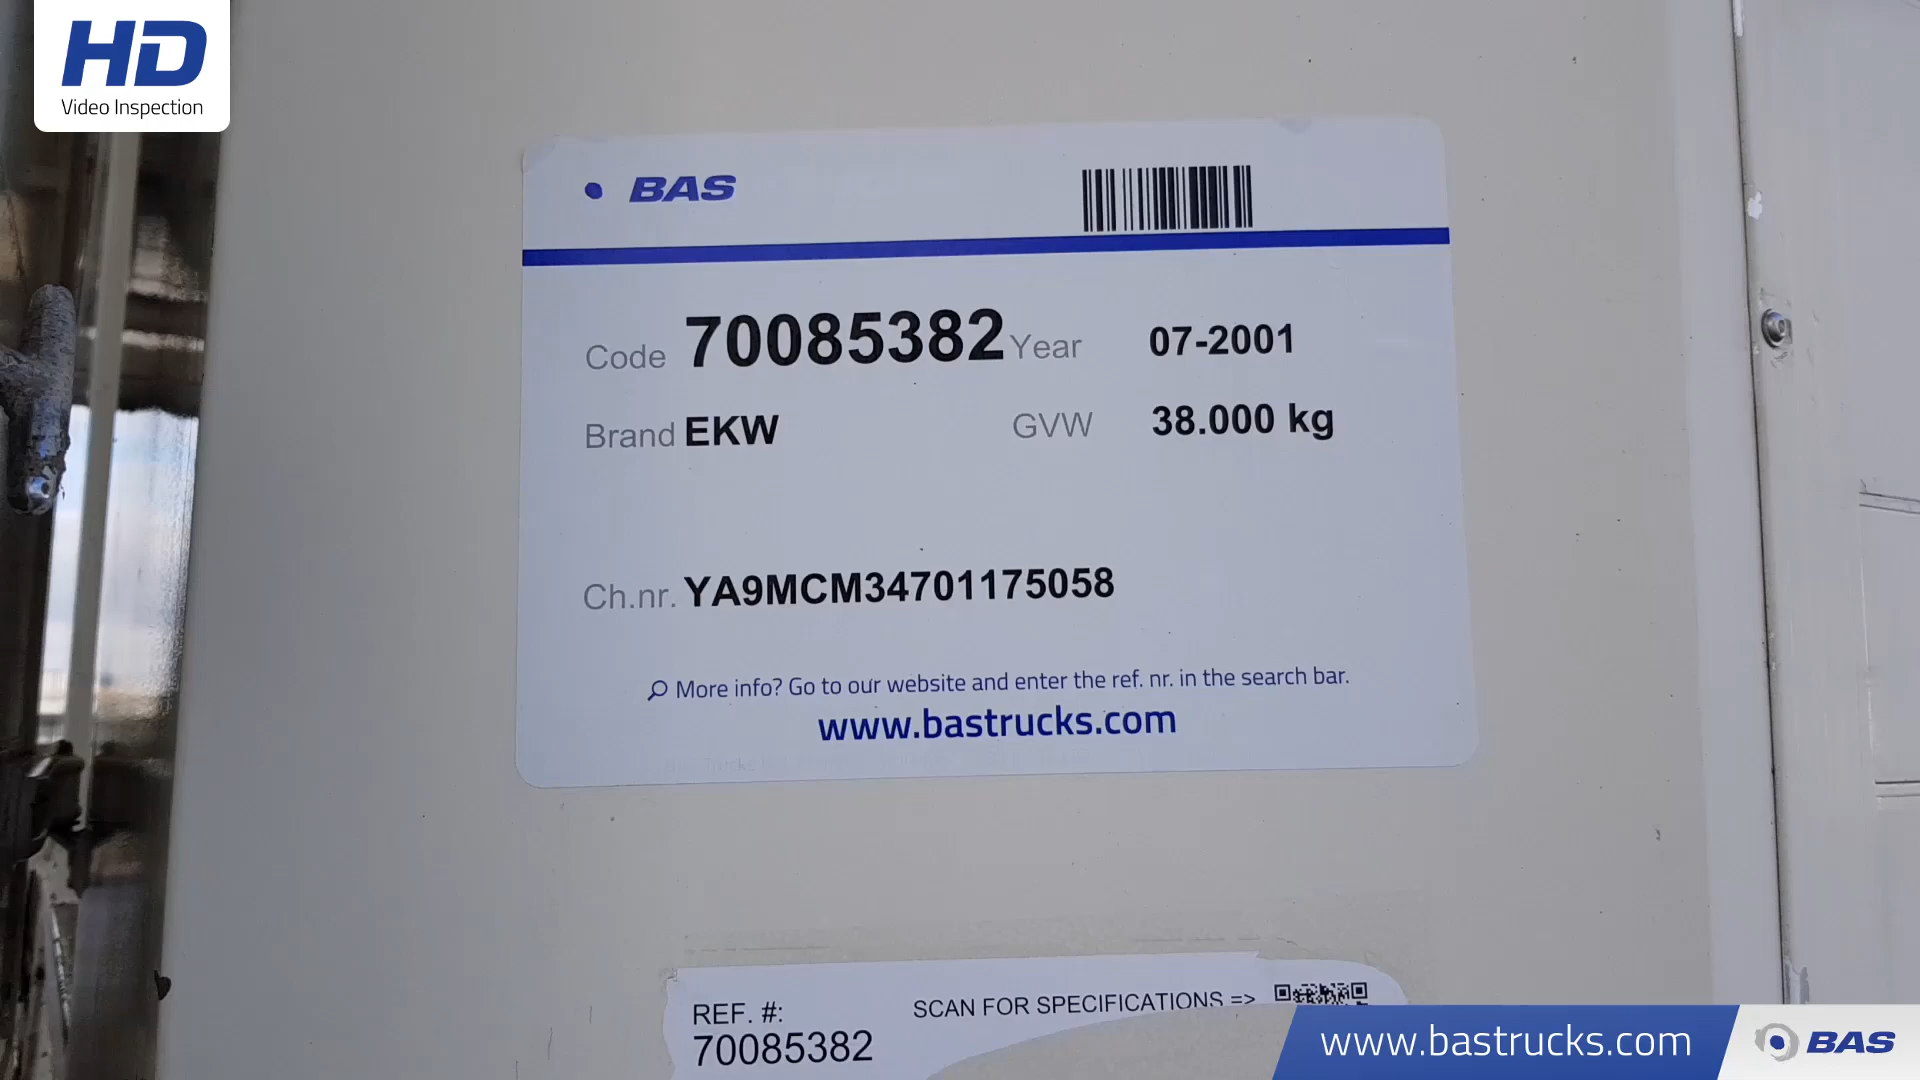 HD
Video Inspection
BAS
Code 70085382 Year 07-2001
Brand EKW GVW 38.000 kg
Ch.nr. YA9MCM34701175058
More info? Go to our website and enter the ref. nr. in the search bar.
www.bastrucks.com
REF. #: SCAN FOR SPECIFICATIONS =>
70085382
www.bastrucks.com BAS